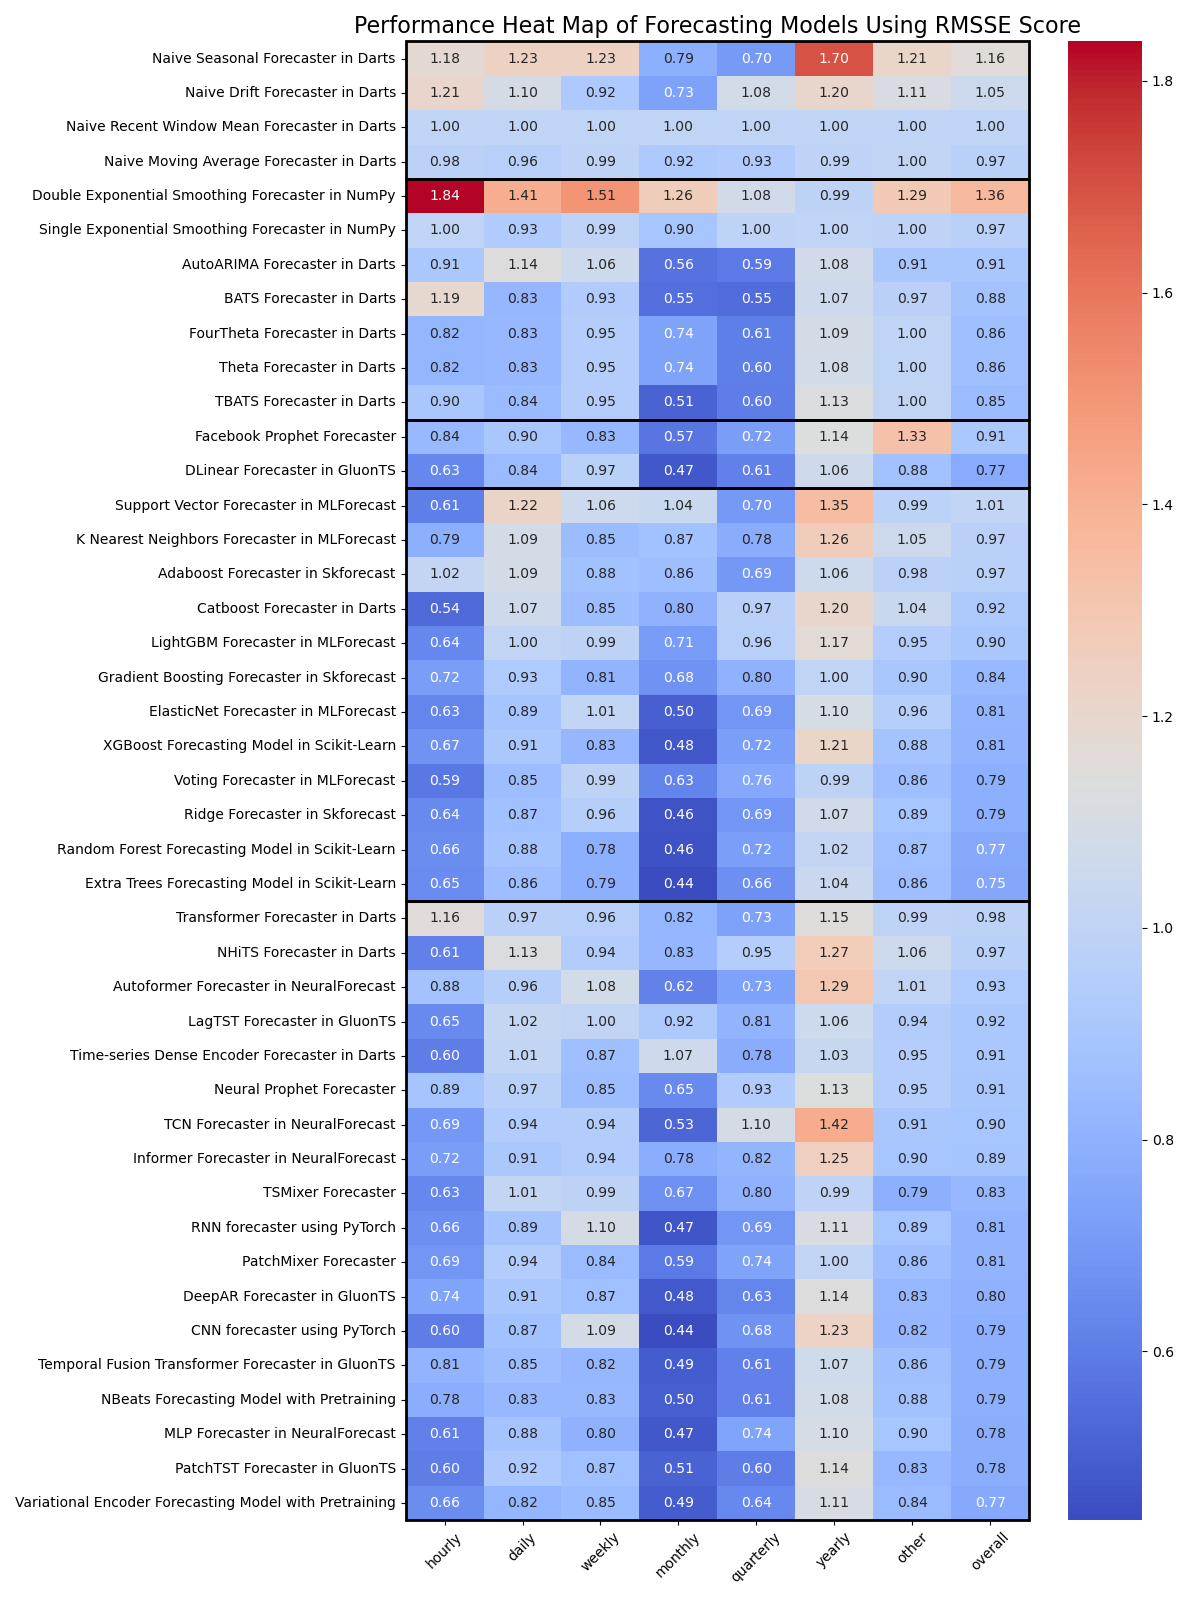 Performance Heat Map of Forecasting Models Using RMSSE Score
Naive Seasonal Forecaster in Darts 1.18 1.23 1.23 0.79 0.70 1.70 1.21 1.16
Naive Drift Forecaster in Darts 1.21 1.10 0.92 0.73 1.08 1.20 1.11 1.05
Naive Recent Window Mean Forecaster in Darts 1.00 1.00 1.00 1.00 1.00 1.00 1.00 1.00
Naive Moving Average Forecaster in Darts 0.98 0.96 0.99 0.92 0.93 0.99 1.00 0.97
Double Exponential Smoothing Forecaster in NumPy 1.84 1.41 1.51 1.26 1.08 0.99 1.29 1.36
Single Exponential Smoothing Forecaster in NumPy 1.00 0.93 0.99 0.90 1.00 1.00 1.00 0.97
AutoARIMA Forecaster in Darts 0.91 1.14 1.06 0.56 0.59 1.08 0.91 0.91
BATS Forecaster in Darts 1.19 0.83 0.93 0.55 0.55 1.07 0.97 0.88
FourTheta Forecaster in Darts 0.82 0.83 0.95 0.74 0.61 1.09 1.00 0.86
Theta Forecaster in Darts 0.82 0.83 0.95 0.74 0.60 1.08 1.00 0.86
TBATS Forecaster in Darts 0.90 0.84 0.95 0.51 0.60 1.13 1.00 0.85
Facebook Prophet Forecaster 0.84 0.90 0.83 0.57 0.72 1.14 1.33 0.91
DLinear Forecaster in GluonTS 0.63 0.84 0.97 0.47 0.61 1.06 0.88 0.77
Support Vector Forecaster in MLForecast 0.61 1.22 1.06 1.04 0.70 1.35 0.99 1.01
K Nearest Neighbors Forecaster in MLForecast 0.79 1.09 0.85 0.87 0.78 1.26 1.05 0.97
Adaboost Forecaster in Skforecast 1.02 1.09 0.88 0.86 0.69 1.06 0.98 0.97
Catboost Forecaster in Darts 0.54 1.07 0.85 0.80 0.97 1.20 1.04 0.92
LightGBM Forecaster in MLForecast 0.64 1.00 0.99 0.71 0.96 1.17 0.95 0.90
Gradient Boosting Forecaster in Skforecast 0.72 0.93 0.81 0.68 0.80 1.00 0.90 0.84
ElasticNet Forecaster in MLForecast 0.63 0.89 1.01 0.50 0.69 1.10 0.96 0.81
XGBoost Forecasting Model in Scikit-Learn 0.67 0.91 0.83 0.48 0.72 1.21 0.88 0.81
Voting Forecaster in MLForecast 0.59 0.85 0.99 0.63 0.76 0.99 0.86 0.79
Ridge Forecaster in Skforecast 0.64 0.87 0.96 0.46 0.69 1.07 0.89 0.79
Random Forest Forecasting Model in Scikit-Learn 0.66 0.88 0.78 0.46 0.72 1.02 0.87 0.77
Extra Trees Forecasting Model in Scikit-Learn 0.65 0.86 0.79 0.44 0.66 1.04 0.86 0.75
Transformer Forecaster in Darts 1.16 0.97 0.96 0.82 0.73 1.15 0.99 0.98
NHiTS Forecaster in Darts 0.61 1.13 0.94 0.83 0.95 1.27 1.06 0.97
Autoformer Forecaster in NeuralForecast 0.88 0.96 1.08 0.62 0.73 1.29 1.01 0.93
LagTST Forecaster in GluonTS 0.65 1.02 1.00 0.92 0.81 1.06 0.94 0.92
Time-series Dense Encoder Forecaster in Darts 0.60 1.01 0.87 1.07 0.78 1.03 0.95 0.91
Neural Prophet Forecaster 0.89 0.97 0.85 0.65 0.93 1.13 0.95 0.91
TCN Forecaster in NeuralForecast 0.69 0.94 0.94 0.53 1.10 1.42 0.91 0.90
Informer Forecaster in NeuralForecast 0.72 0.91 0.94 0.78 0.82 1.25 0.90 0.89
TSMixer Forecaster 0.63 1.01 0.99 0.67 0.80 0.99 0.79 0.83
RNN forecaster using PyTorch 0.66 0.89 1.10 0.47 0.69 1.11 0.89 0.81
PatchMixer Forecaster 0.69 0.94 0.84 0.59 0.74 1.00 0.86 0.81
DeepAR Forecaster in GluonTS 0.74 0.91 0.87 0.48 0.63 1.14 0.83 0.80
CNN forecaster using PyTorch 0.60 0.87 1.09 0.44 0.68 1.23 0.82 0.79
Temporal Fusion Transformer Forecaster in GluonTS 0.81 0.85 0.82 0.49 0.61 1.07 0.86 0.79
NBeats Forecasting Model with Pretraining 0.78 0.83 0.83 0.50 0.61 1.08 0.88 0.79
MLP Forecaster in NeuralForecast 0.61 0.88 0.80 0.47 0.74 1.10 0.90 0.78
PatchTST Forecaster in GluonTS 0.60 0.92 0.87 0.51 0.60 1.14 0.83 0.78
Variational Encoder Forecasting Model with Pretraining 0.66 0.82 0.85 0.49 0.64 1.11 0.84 0.77
hourly daily weekly monthly quarterly yearly other overall
1.8
1.6
1.4
1.2
1.0
0.8
0.6